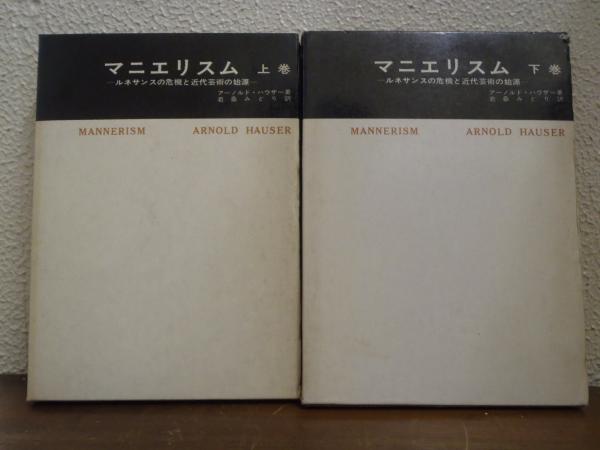 マニエリスム 上巻
—ルネサンスの危機と近代芸術の始源—
アーノルド・ハウザー著
若桑みどり訳
MANNERISM ARNOLD HAUSER
マニエリスム 下巻
—ルネサンスの危機と近代芸術の始源—
アーノルド・ハウザー著
若桑みどり訳
MANNERISM ARNOLD HAUSER